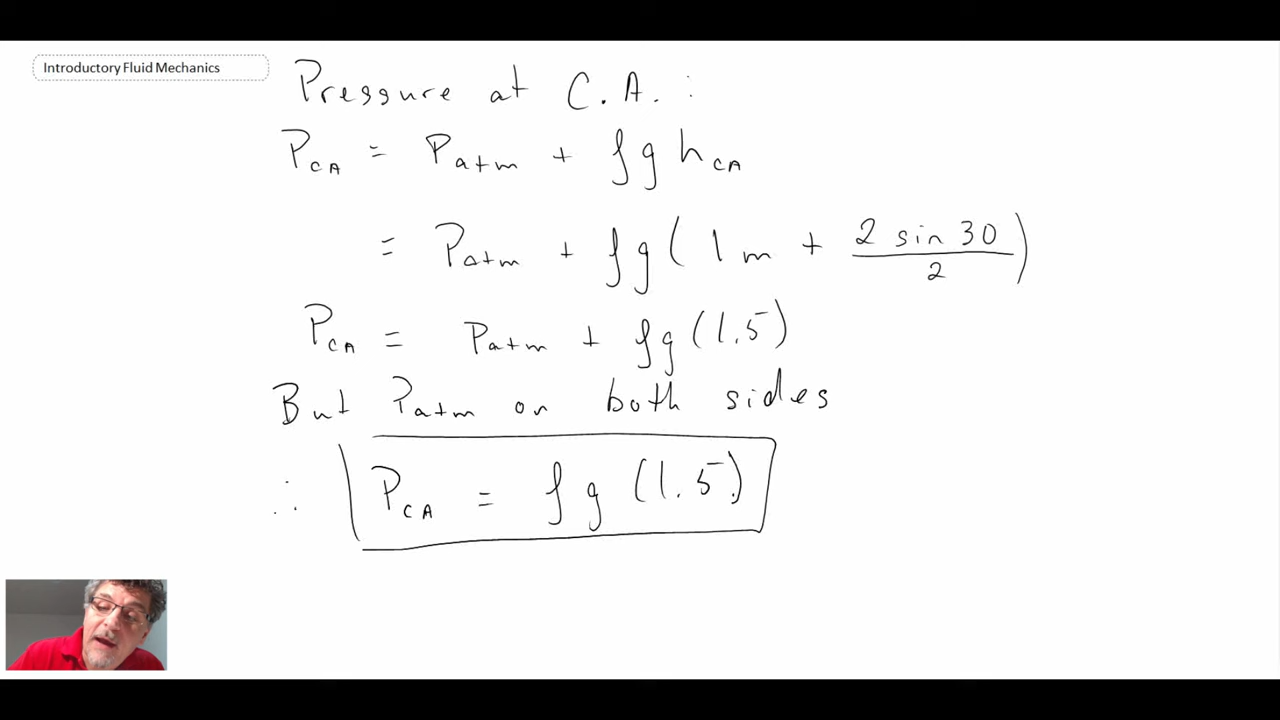 Introductory Fluid Mechanics
Pressure at C.A. :
P_CA = P_atm + ρg h_CA
= P_atm + ρg ( 1 m + 2 sin 30 / 2 )
P_CA = P_atm + ρg (1.5)
But P_atm on both sides
∴ P_CA = ρg (1.5)